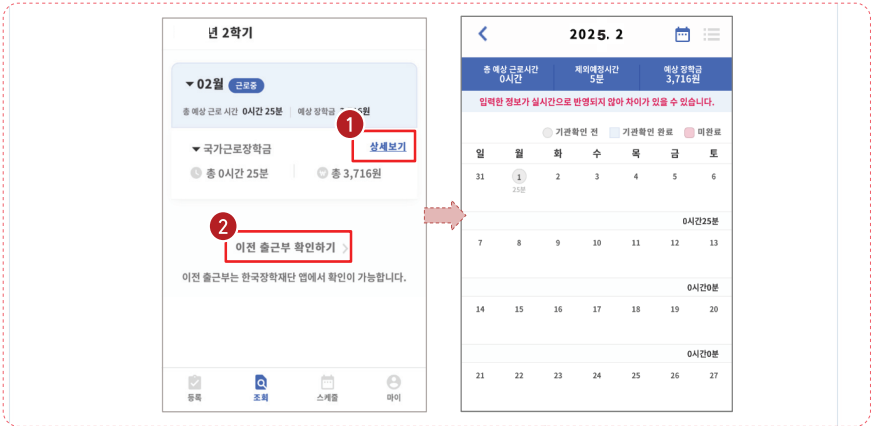 년 2학기
▼ 02월 근로중
총 예상 근로 시간 0시간 25분 예상 장학금
1
▼ 국가근로장학금 상세보기
총 0시간 25분 총 3,716원
2
이전 출근부 확인하기 >
이전 출근부는 한국장학재단 앱에서 확인이 가능합니다.
등록 조회 스케줄 마이
2025. 2
총 예상 근로시간 제외예정시간 예상 장학금
0시간 5분 3,716원
입력한 정보가 실시간으로 반영되지 않아 차이가 있을 수 있습니다.
기관확인 전 기관확인 완료 미완료
일 월 화 수 목 금 토
31 1 2 3 4 5 6
25분
0시간25분
7 8 9 10 11 12 13
0시간0분
14 15 16 17 18 19 20
0시간0분
21 22 23 24 25 26 27